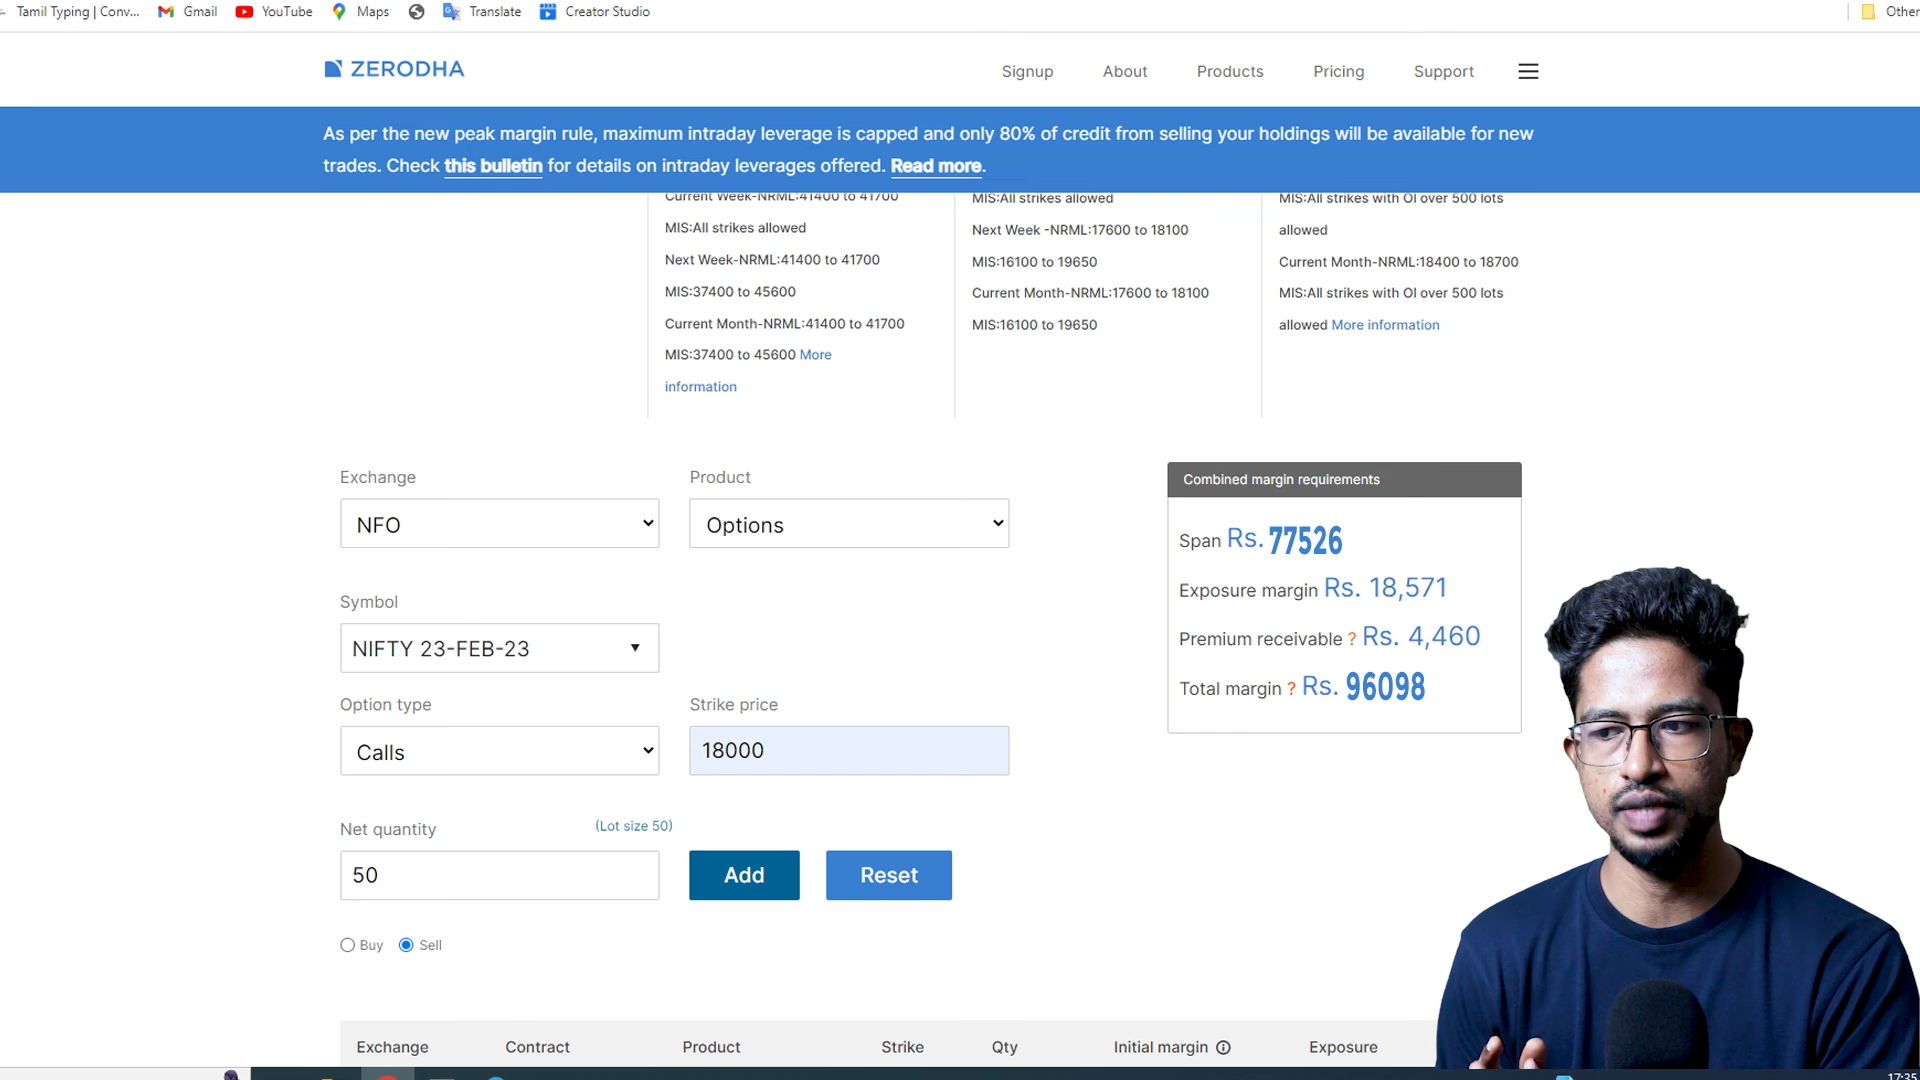 Tamil Typing | Conv...
Gmail
YouTube
Maps
Translate
Creator Studio
Other
ZERODHA
Signup
About
Products
Pricing
Support
As per the new peak margin rule, maximum intraday leverage is capped and only 80% of credit from selling your holdings will be available for new
trades. Check this bulletin for details on intraday leverages offered. Read more.
Current Week-NRML:41400 to 41700
MIS:All strikes allowed
Next Week-NRML:41400 to 41700
MIS:37400 to 45600
Current Month-NRML:41400 to 41700
MIS:37400 to 45600 More
information
MIS:All strikes allowed
Next Week -NRML:17600 to 18100
MIS:16100 to 19650
Current Month-NRML:17600 to 18100
MIS:16100 to 19650
MIS:All strikes with OI over 500 lots
allowed
Current Month-NRML:18400 to 18700
MIS:All strikes with OI over 500 lots
allowed More information
Exchange
Product
NFO
Options
Symbol
NIFTY 23-FEB-23
Option type
Strike price
Calls
18000
Net quantity
(Lot size 50)
50
Add
Reset
Buy
Sell
Combined margin requirements
Span Rs. 77526
Exposure margin Rs. 18,571
Premium receivable ? Rs. 4,460
Total margin ? Rs. 96098
Exchange
Contract
Product
Strike
Qty
Initial margin
Exposure
17:35